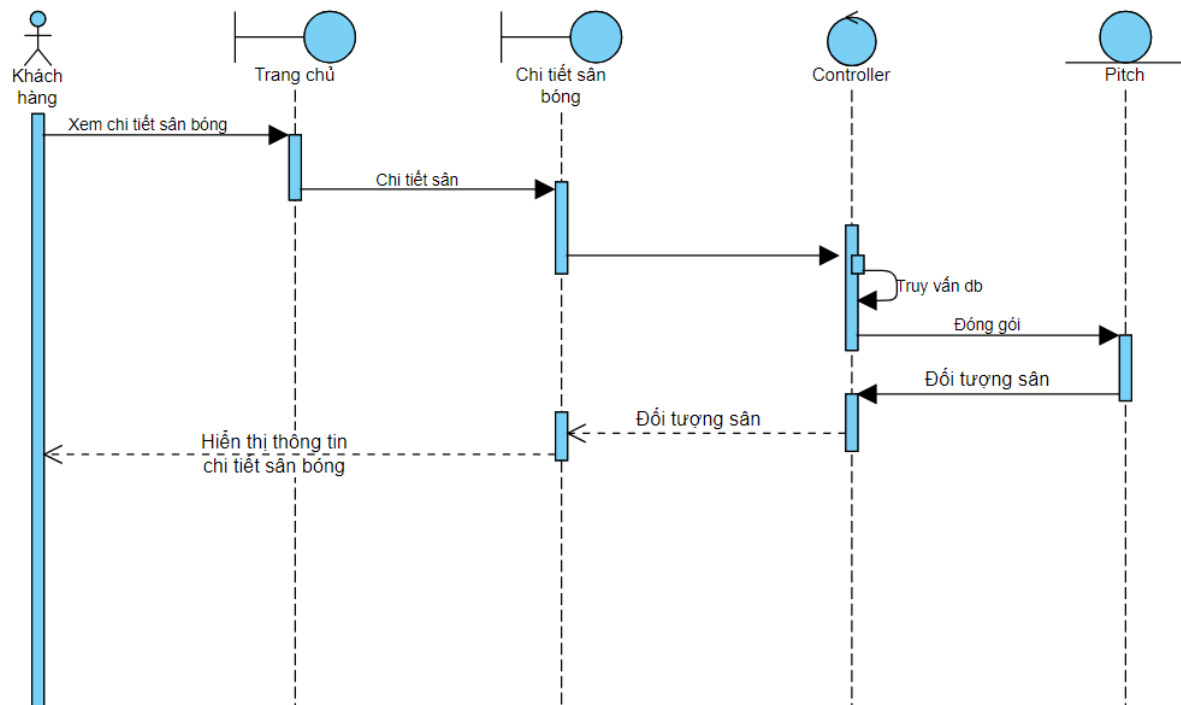 Khách
hàng
Trang chủ
Chi tiết sân
bóng
Controller
Pitch
Xem chi tiết sân bóng
Chi tiết sân
Truy vấn db
Đóng gói
Đối tượng sân
Đối tượng sân
Hiển thị thông tin
chi tiết sân bóng